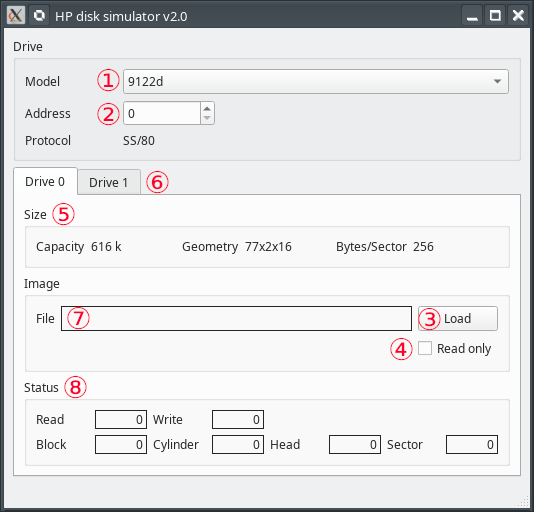 HP disk simulator v2.0
Drive
Model ① 9122d
Address ② 0
Protocol SS/80
Drive 0 Drive 1 ⑥
Size ⑤
Capacity 616 k Geometry 77x2x16 Bytes/Sector 256
Image
File ⑦ ③ Load
④ Read only
Status ⑧
Read 0 Write 0
Block 0 Cylinder 0 Head 0 Sector 0